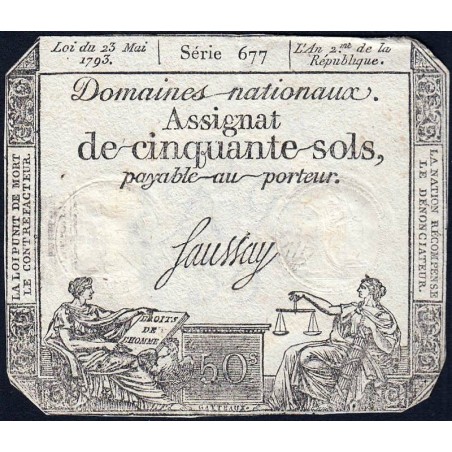 Loi du 23 Mai
1793.
Série 677
L'An 2.me de la
République.
Domaines nationaux.
Assignat
de cinquante sols,
payable au porteur.
Saussay
LA LOI PUNIT DE MORT
LE CONTREFACTEUR.
LA NATION RÉCOMPENSE
LE DÉNONCIATEUR.
DROITS
DE
L'HOMME
50s
GATTEAUX